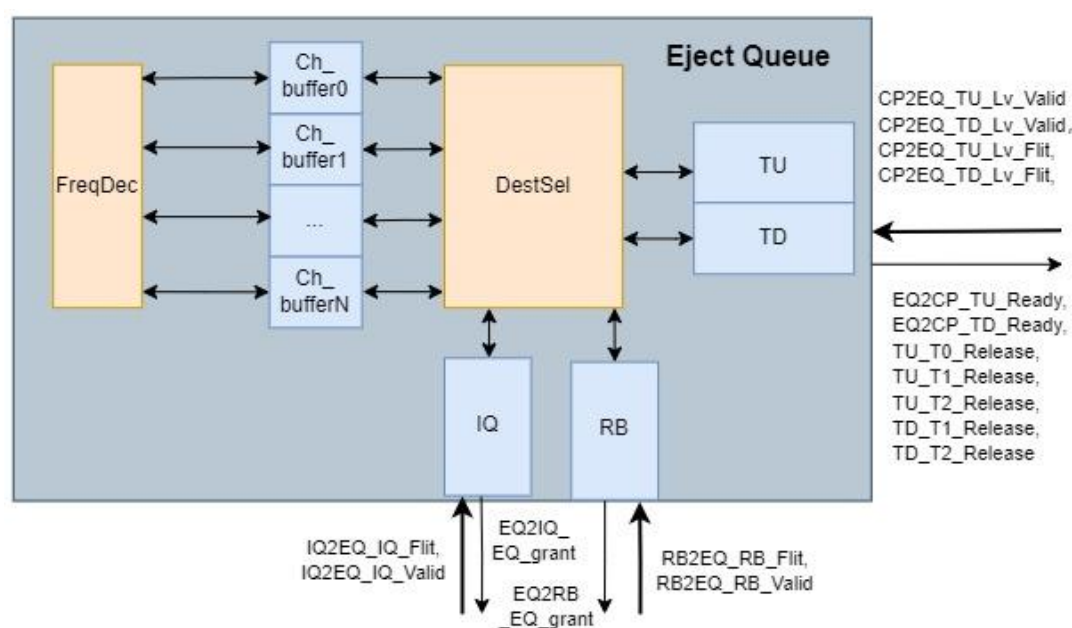 Eject Queue
Ch_
buffer0
Ch_
buffer1
...
Ch_
bufferN
FreqDec
DestSel
TU
TD
IQ
RB
CP2EQ_TU_Lv_Valid
CP2EQ_TD_Lv_Valid,
CP2EQ_TU_Lv_Flit,
CP2EQ_TD_Lv_Flit,
EQ2CP_TU_Ready,
EQ2CP_TD_Ready,
TU_T0_Release,
TU_T1_Release,
TU_T2_Release,
TD_T1_Release,
TD_T2_Release
IQ2EQ_IQ_Flit,
IQ2EQ_IQ_Valid
EQ2IQ_
EQ_grant
EQ2RB
_EQ_grant
RB2EQ_RB_Flit,
RB2EQ_RB_Valid